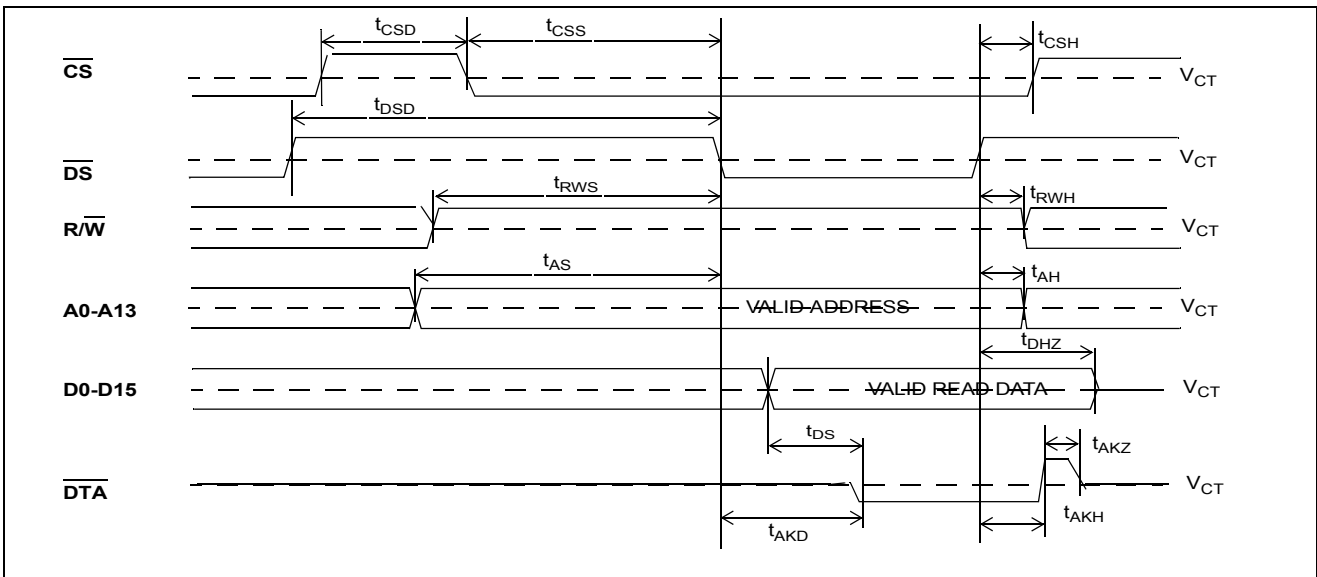 tCSD tCSS tCSH
CS VCT
tDSD
DS VCT
tRWS tRWH
R/W VCT
tAS tAH
A0-A13 VALID ADDRESS VCT
tDHZ
D0-D15 VALID READ DATA VCT
tDS tAKZ
DTA VCT
tAKD tAKH